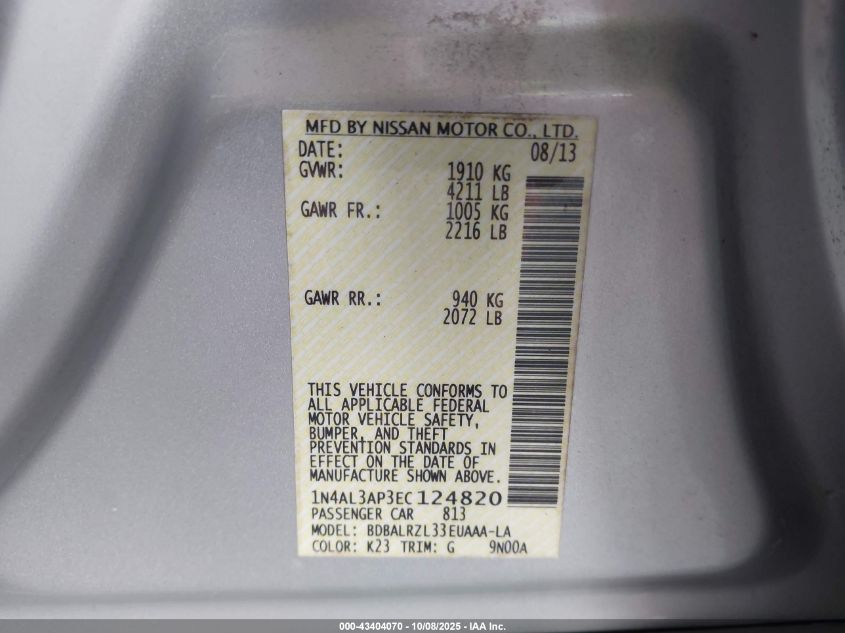 MFD BY NISSAN MOTOR CO., LTD.
DATE: 08/13
GVWR: 1910 KG
4211 LB
GAWR FR.: 1005 KG
2216 LB
GAWR RR.: 940 KG
2072 LB
THIS VEHICLE CONFORMS TO
ALL APPLICABLE FEDERAL
MOTOR VEHICLE SAFETY,
BUMPER, AND THEFT
PREVENTION STANDARDS IN
EFFECT ON THE DATE OF
MANUFACTURE SHOWN ABOVE.
1N4AL3AP3EC124820
PASSENGER CAR 813
MODEL: BDBALRZL33EUAAA-LA
COLOR: K23 TRIM: G 9N00A
000-43404070 - 10/08/2025 - IAA Inc.